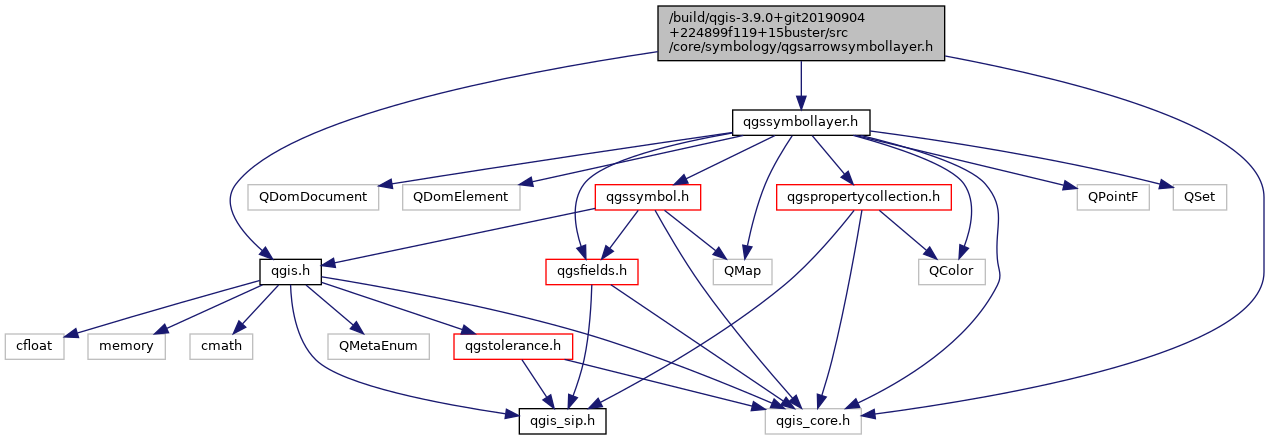 /build/qgis-3.9.0+git20190904
+224899f119+15buster/src
/core/symbology/qgsarrowsymbollayer.h
qgssymbollayer.h
QDomDocument
QDomElement
qgssymbol.h
qgspropertycollection.h
QPointF
QSet
qgis.h
qgsfields.h
QMap
QColor
cfloat
memory
cmath
QMetaEnum
qgstolerance.h
qgis_sip.h
qgis_core.h